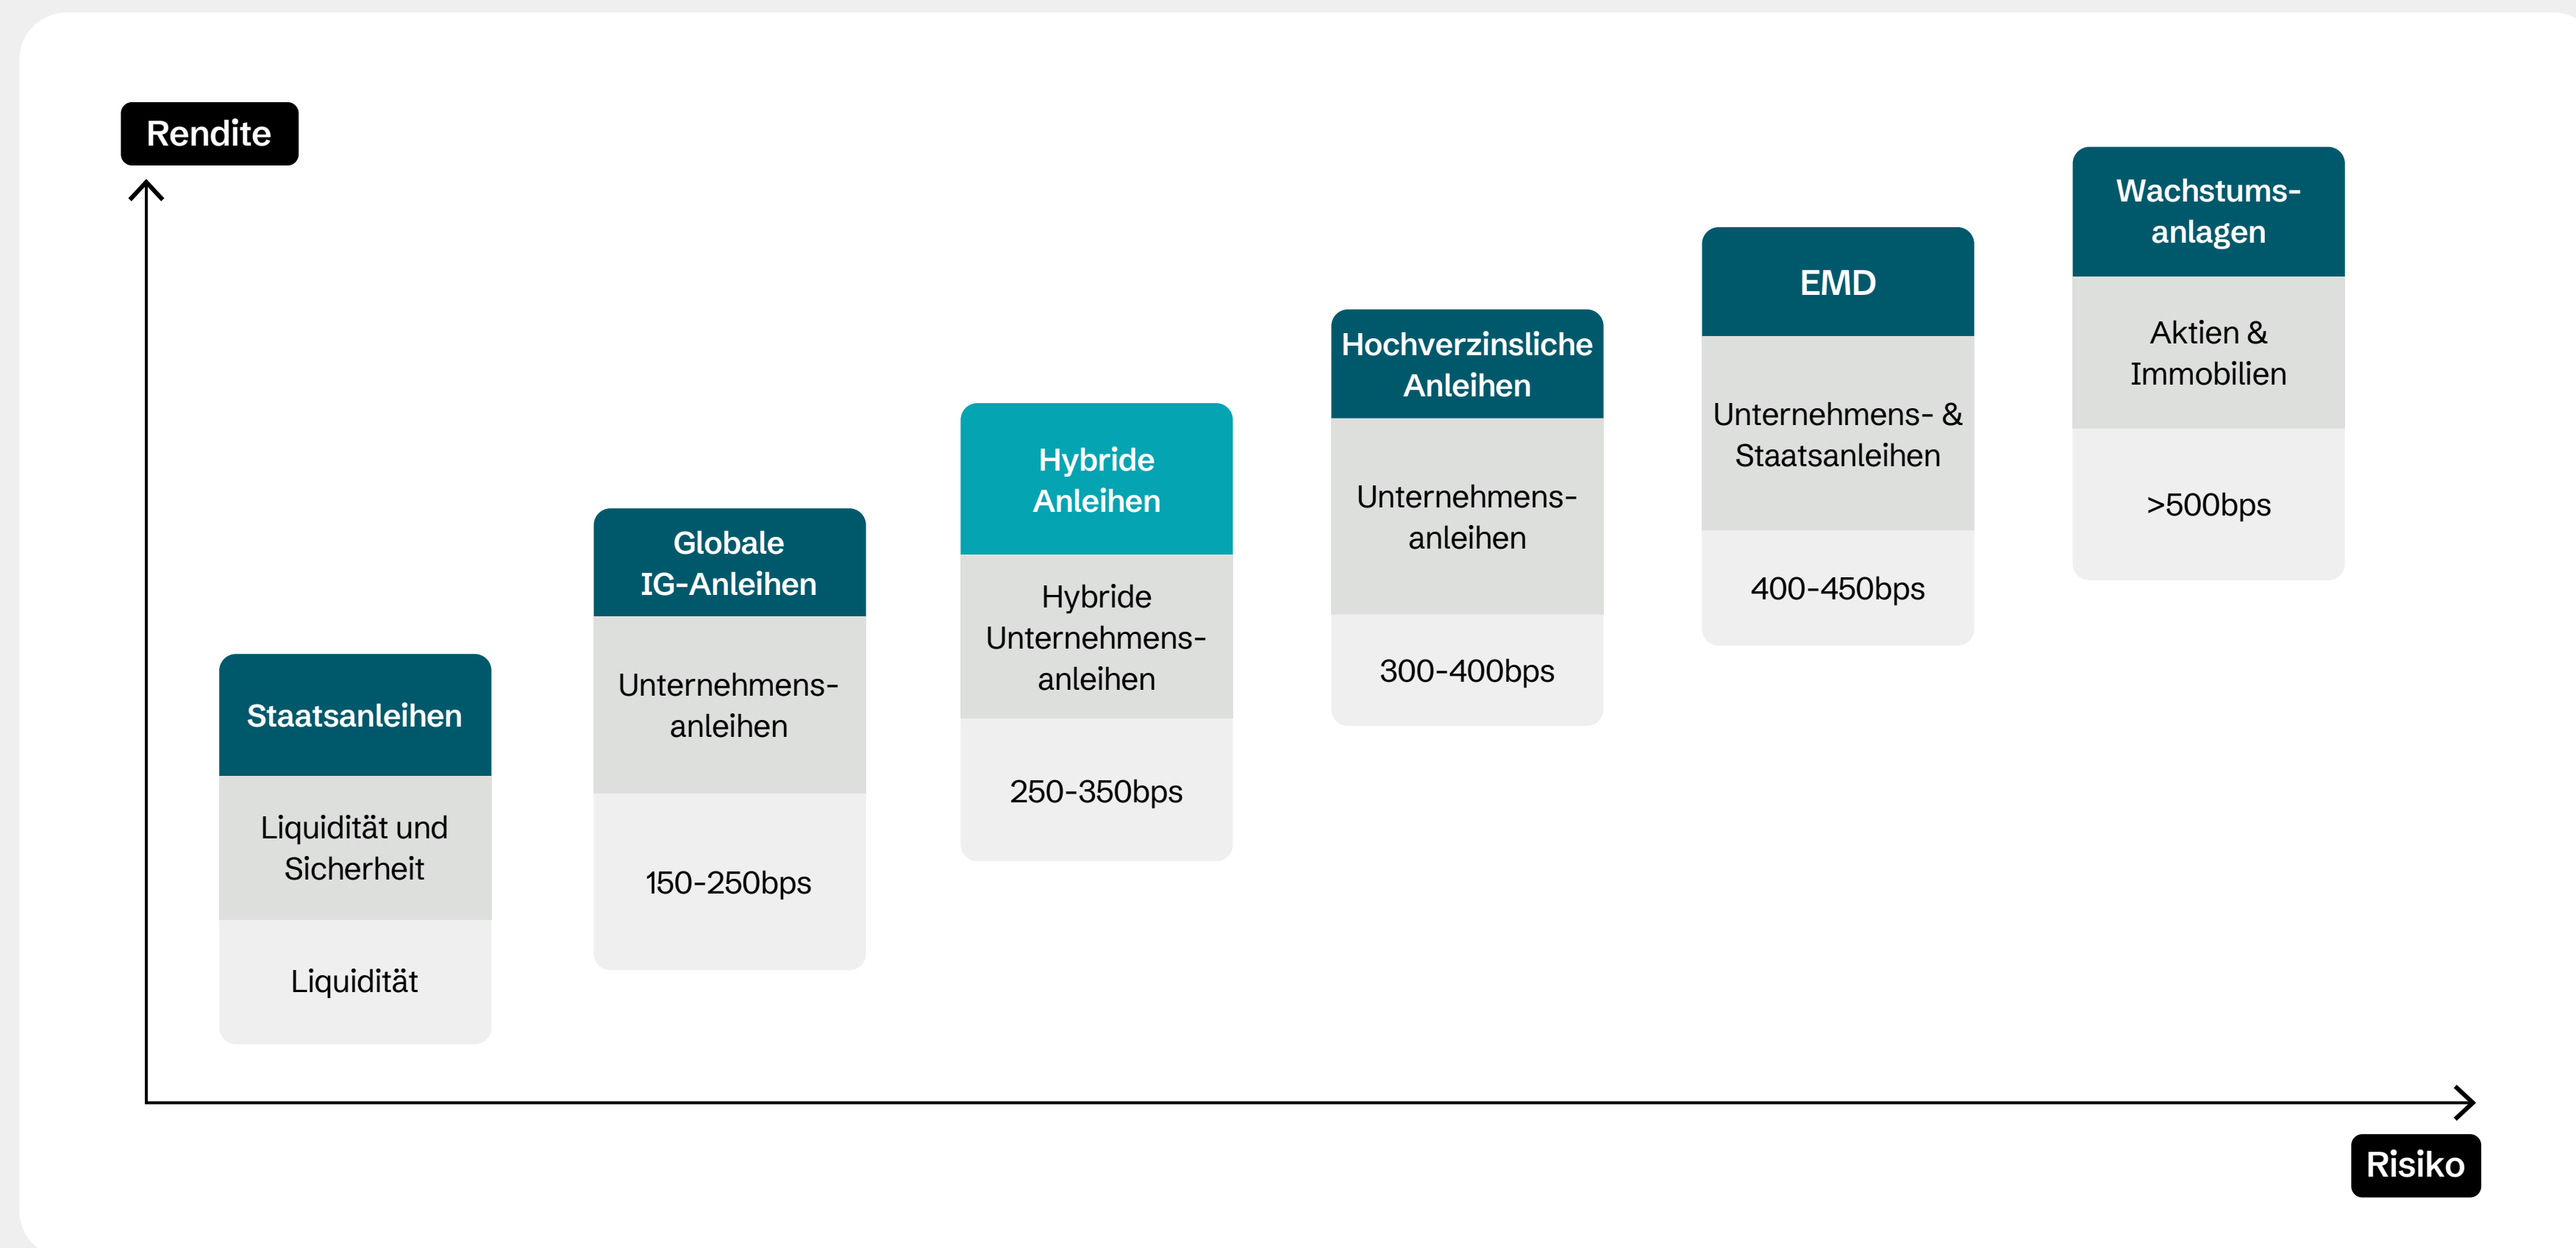 Rendite
Staatsanleihen
Liquidität und
Sicherheit
Liquidität
Globale
IG-Anleihen
Unternehmens-
anleihen
150-250bps
Hybride
Anleihen
Hybride
Unternehmens-
anleihen
250-350bps
Hochverzinsliche
Anleihen
Unternehmens-
anleihen
300-400bps
EMD
Unternehmens- &
Staatsanleihen
400-450bps
Wachstums-
anlagen
Aktien &
Immobilien
>500bps
Risiko